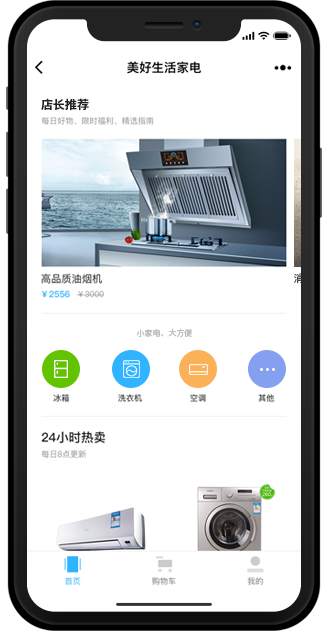 美好生活家电
店长推荐
每日好物、限时福利、精选指南
高品质油烟机
¥2556 ¥3000
小家电、大方便
冰箱 洗衣机 空调 其他
24小时热卖
每日8点更新
首页 购物车 我的